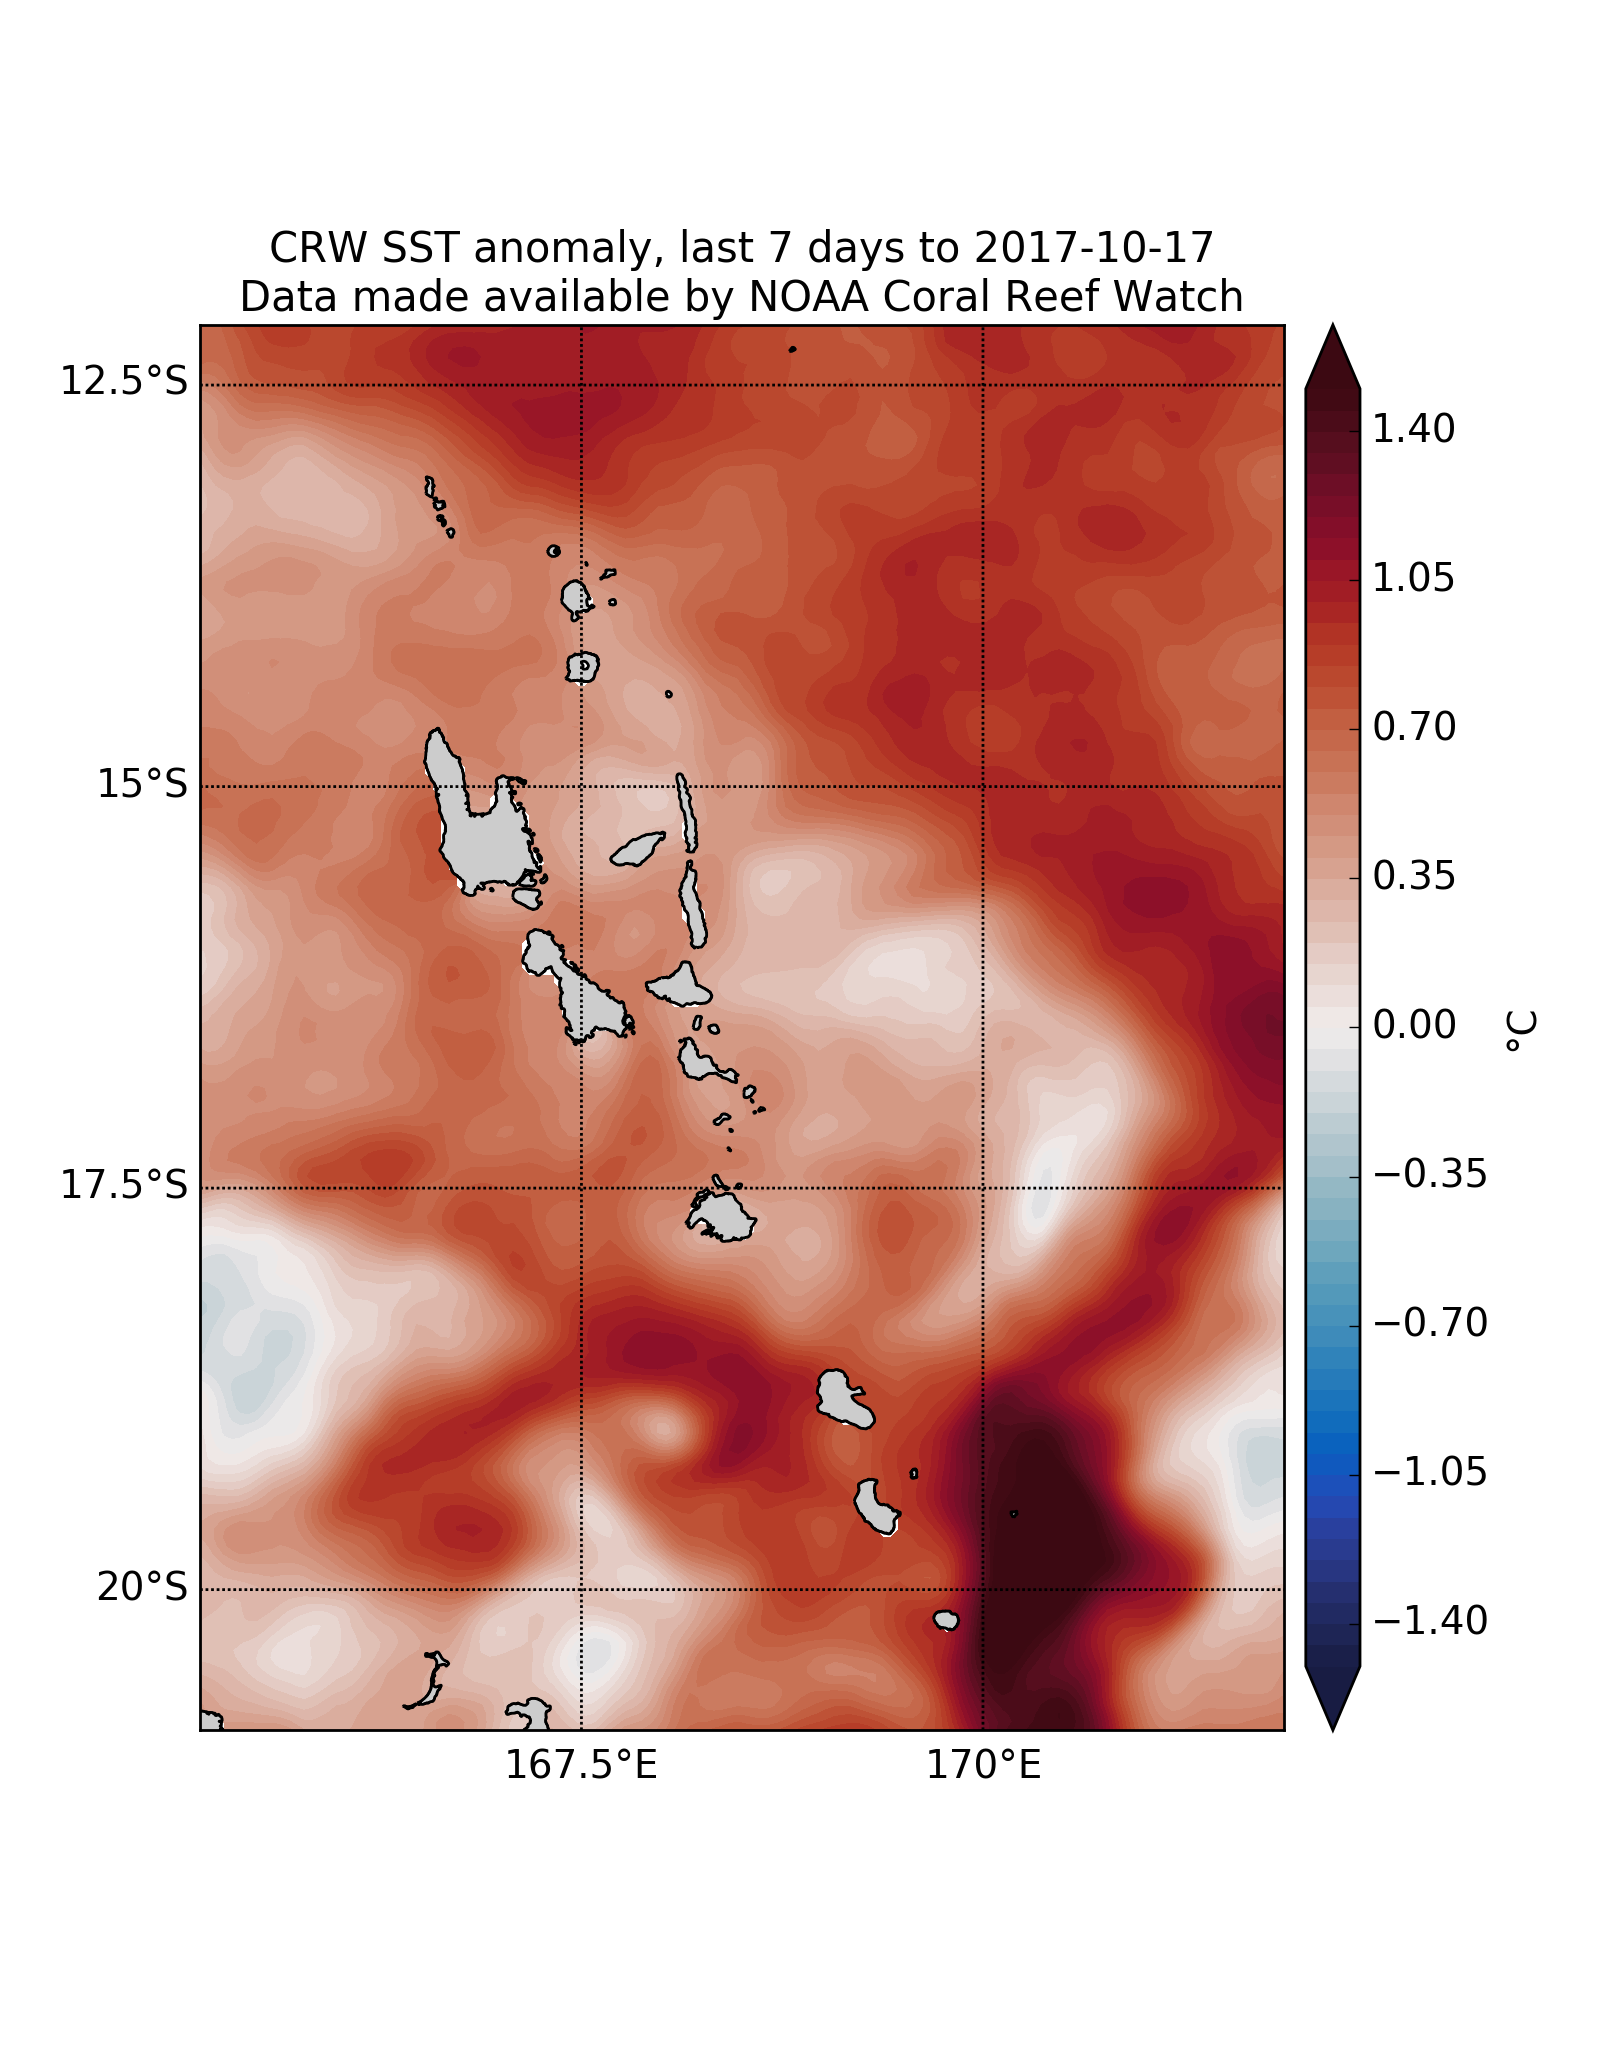 CRW SST anomaly, last 7 days to 2017-10-17
Data made available by NOAA Coral Reef Watch
12.5°S
15°S
17.5°S
20°S
167.5°E
170°E
1.40
1.05
0.70
0.35
0.00
−0.35
−0.70
−1.05
−1.40
°C